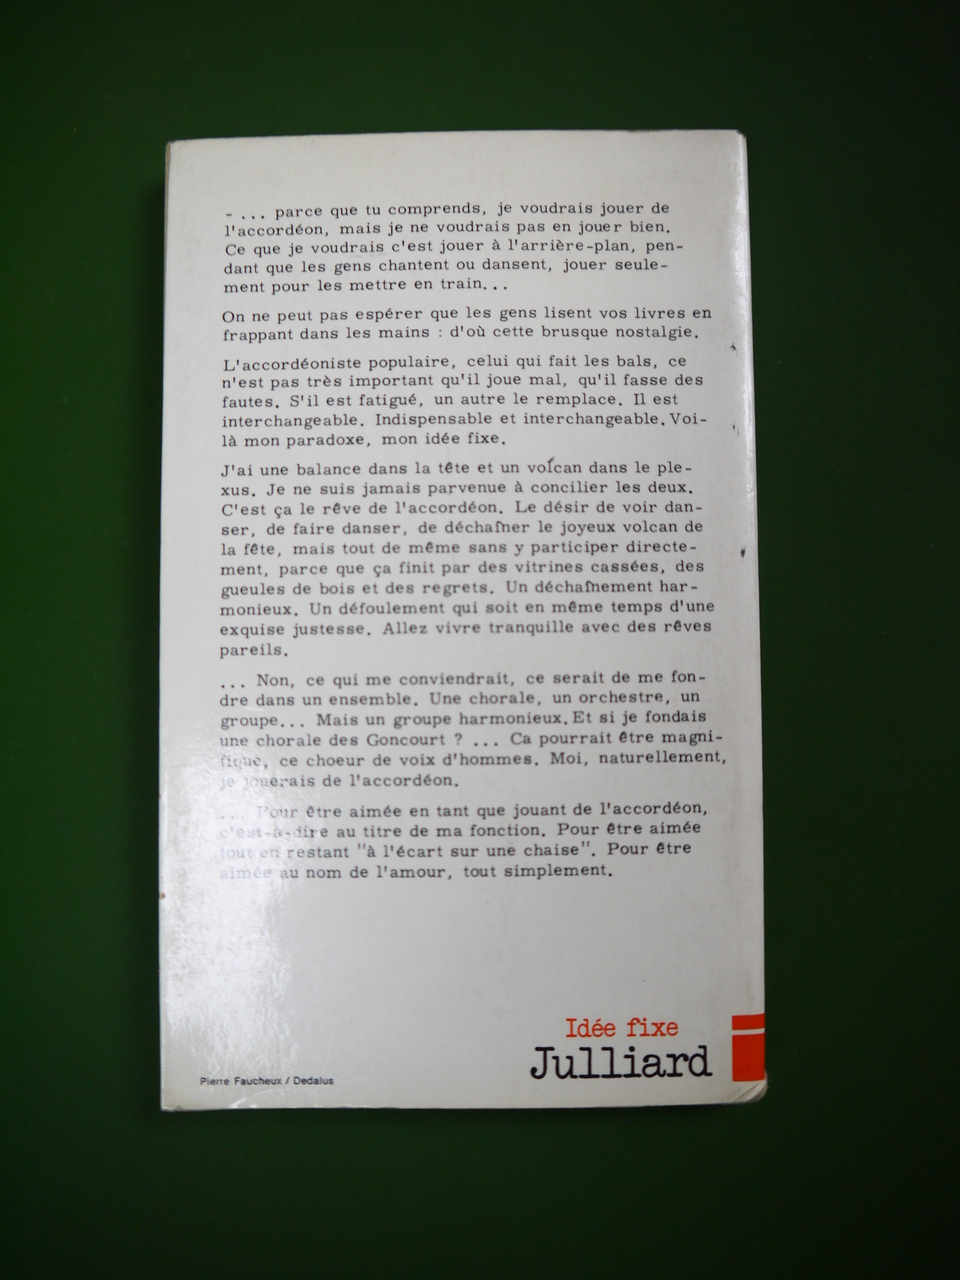 - ... parce que tu comprends, je voudrais jouer de
l'accordéon, mais je ne voudrais pas en jouer bien.
Ce que je voudrais c'est jouer à l'arrière-plan, pen-
dant que les gens chantent ou dansent, jouer seule-
ment pour les mettre en train...
On ne peut pas espérer que les gens lisent vos livres en
frappant dans les mains : d'où cette brusque nostalgie.
L'accordéoniste populaire, celui qui fait les bals, ce
n'est pas très important qu'il joue mal, qu'il fasse des
fautes. S'il est fatigué, un autre le remplace. Il est
interchangeable. Indispensable et interchangeable. Voi-
là mon paradoxe, mon idée fixe.
J'ai une balance dans la tête et un volcan dans le ple-
xus. Je ne suis jamais parvenue à concilier les deux.
C'est ça le rêve de l'accordéon. Le désir de voir dan-
ser, de faire danser, de déchaîner le joyeux volcan de
la fête, mais tout de même sans y participer directe-
ment, parce que ça finit par des vitrines cassées, des
gueules de bois et des regrets. Un déchaînement har-
monieux. Un défoulement qui soit en même temps d'une
exquise justesse. Allez vivre tranquille avec des rêves
pareils.
... Non, ce qui me conviendrait, ce serait de me fon-
dre dans un ensemble. Une chorale, un orchestre, un
groupe... Mais un groupe harmonieux. Et si je fondais
une chorale des Goncourt ? ... Ca pourrait être magni-
fique, ce choeur de voix d'hommes. Moi, naturellement,
je jouerais de l'accordéon.
... Pour être aimée en tant que jouant de l'accordéon,
c'est-à-dire au titre de ma fonction. Pour être aimée
tout en restant "à l'écart sur une chaise". Pour être
aimée au nom de l'amour, tout simplement.
Idée fixe
Julliard
Pierre Faucheux / Dedalus